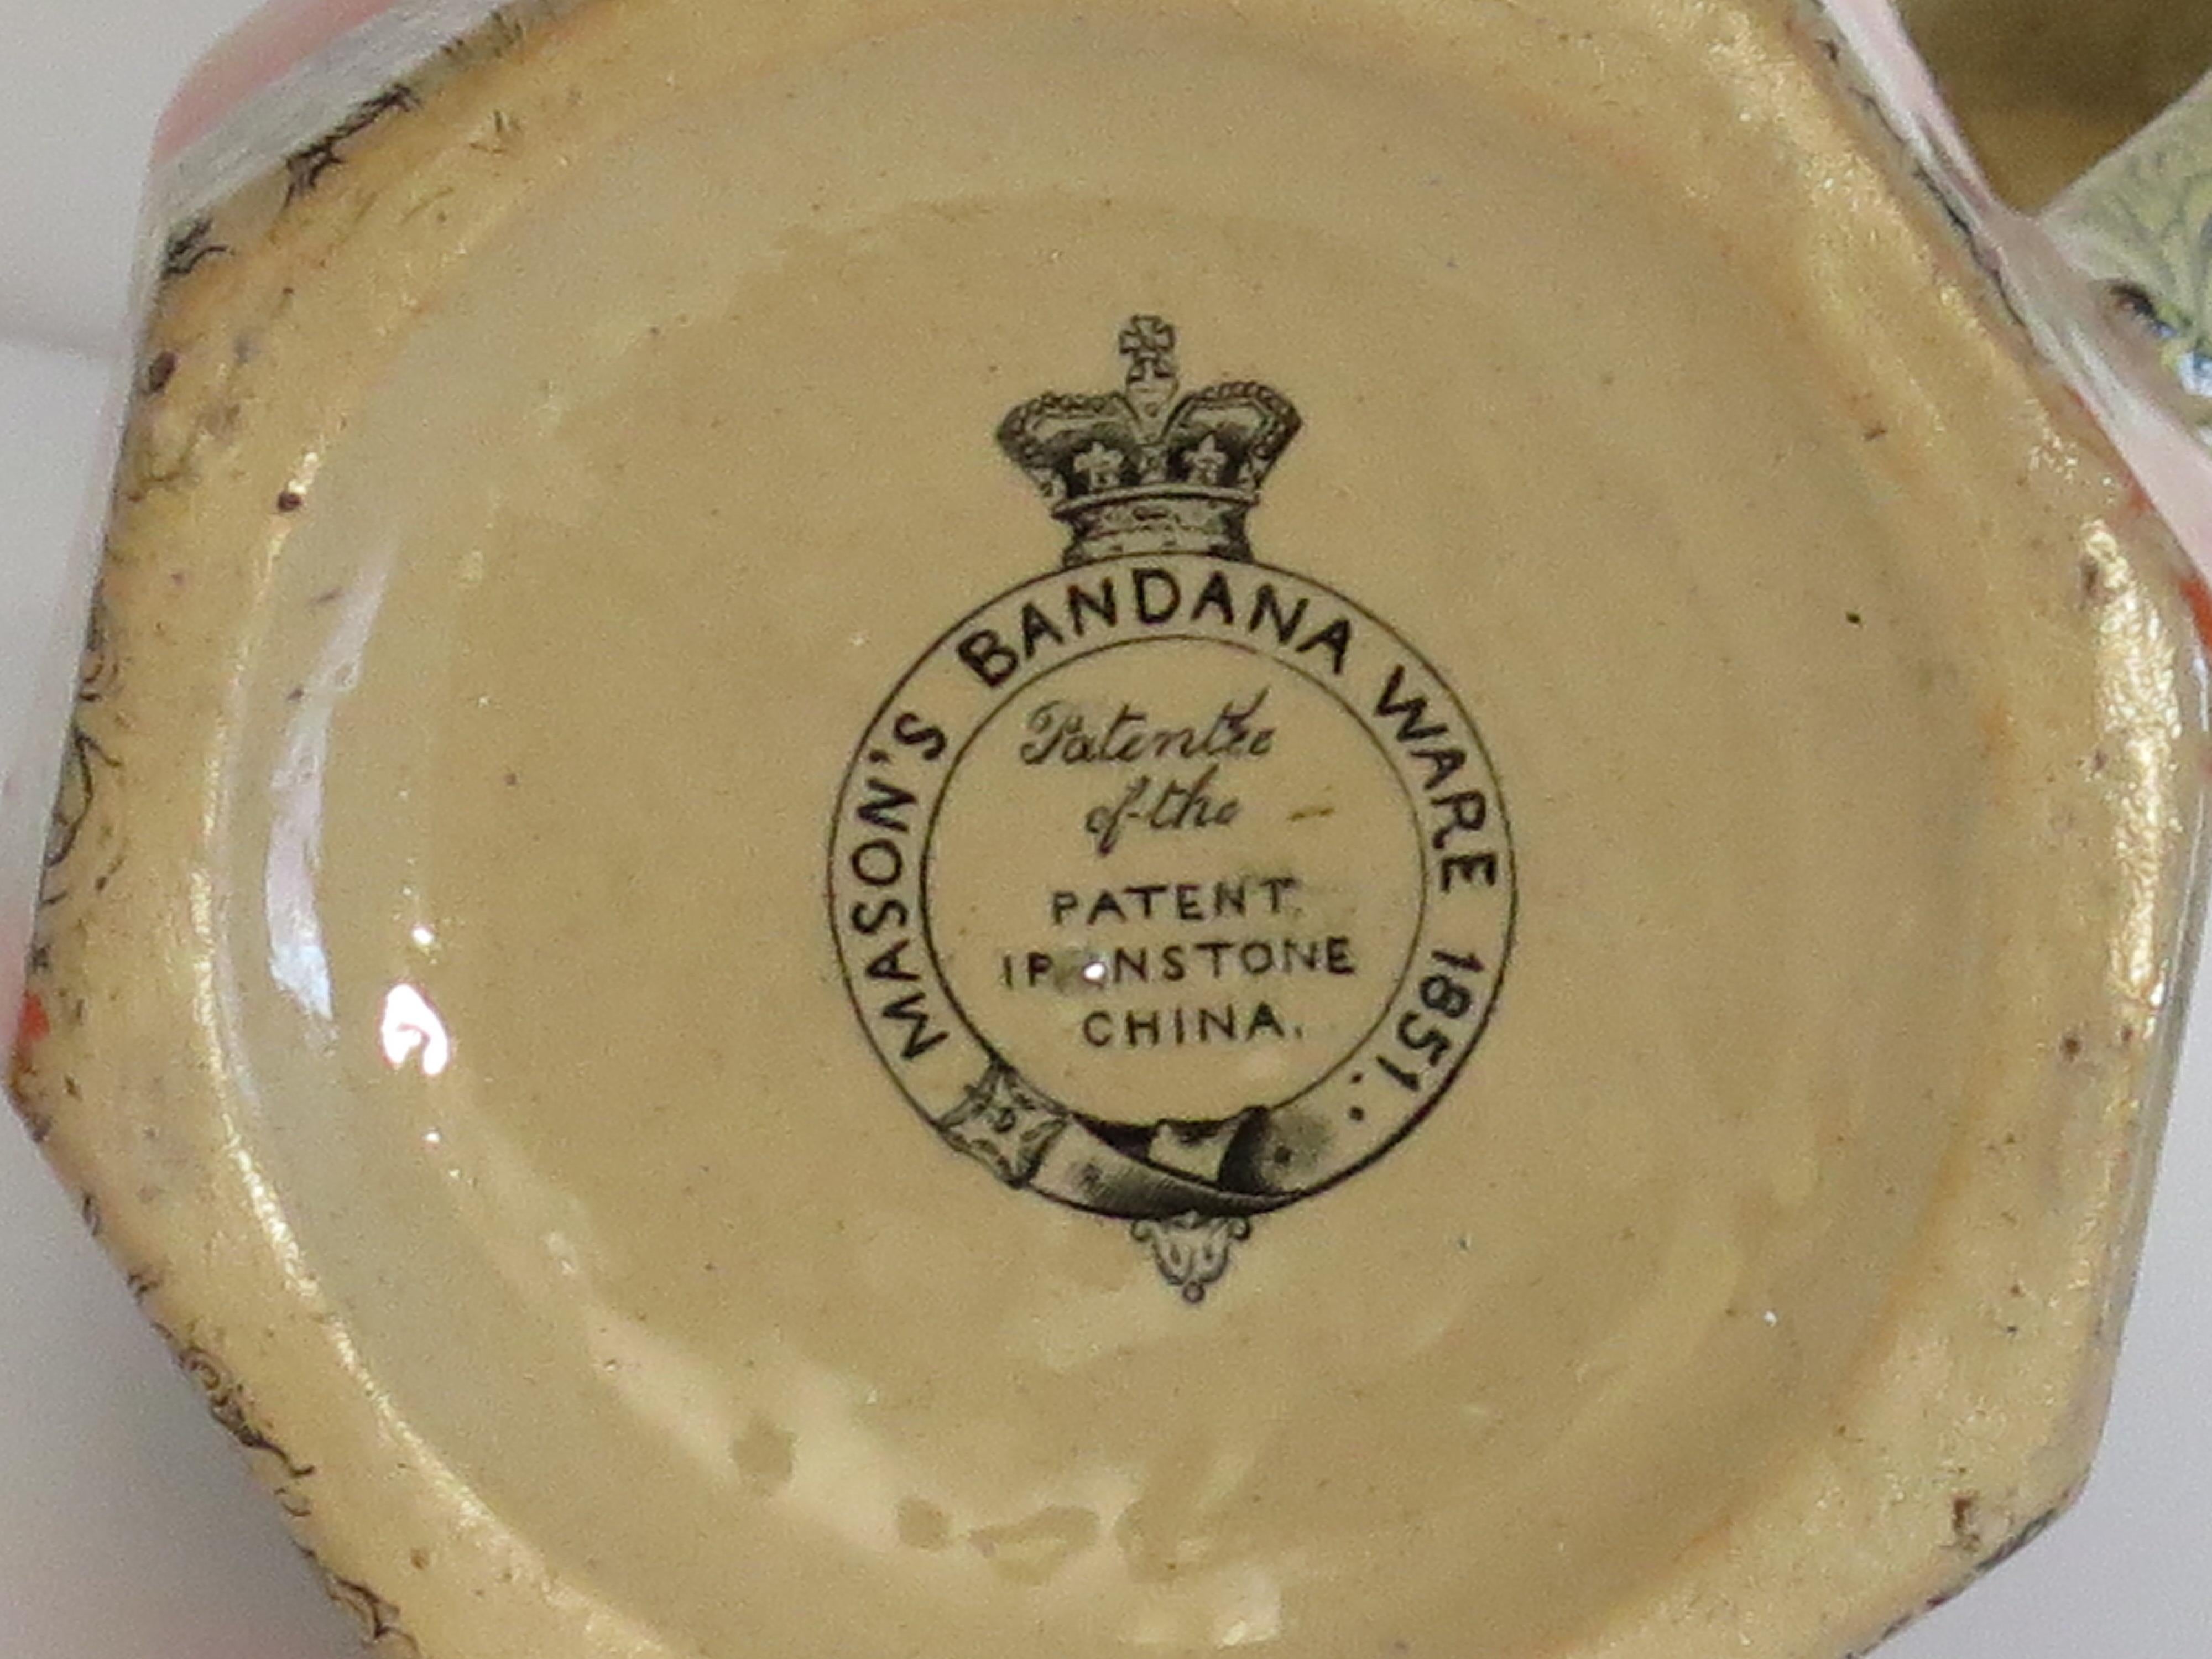 MASON'S BANDANA WARE 1851.
Patentee
of the
PATENT
IRONSTONE
CHINA.